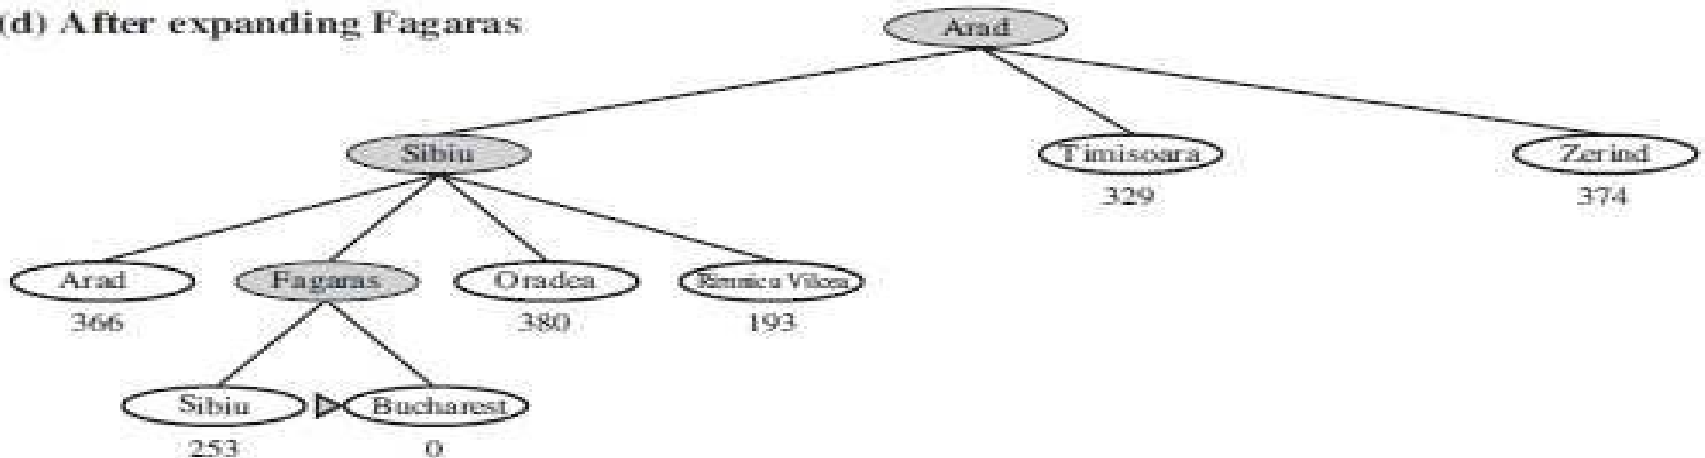 (d) After expanding Fagaras
Arad
Sibiu
Timisoara
Zerind
329
374
Arad
Fagaras
Oradea
Rimnicu Vilcea
366
380
193
Sibiu
Bucharest
253
0